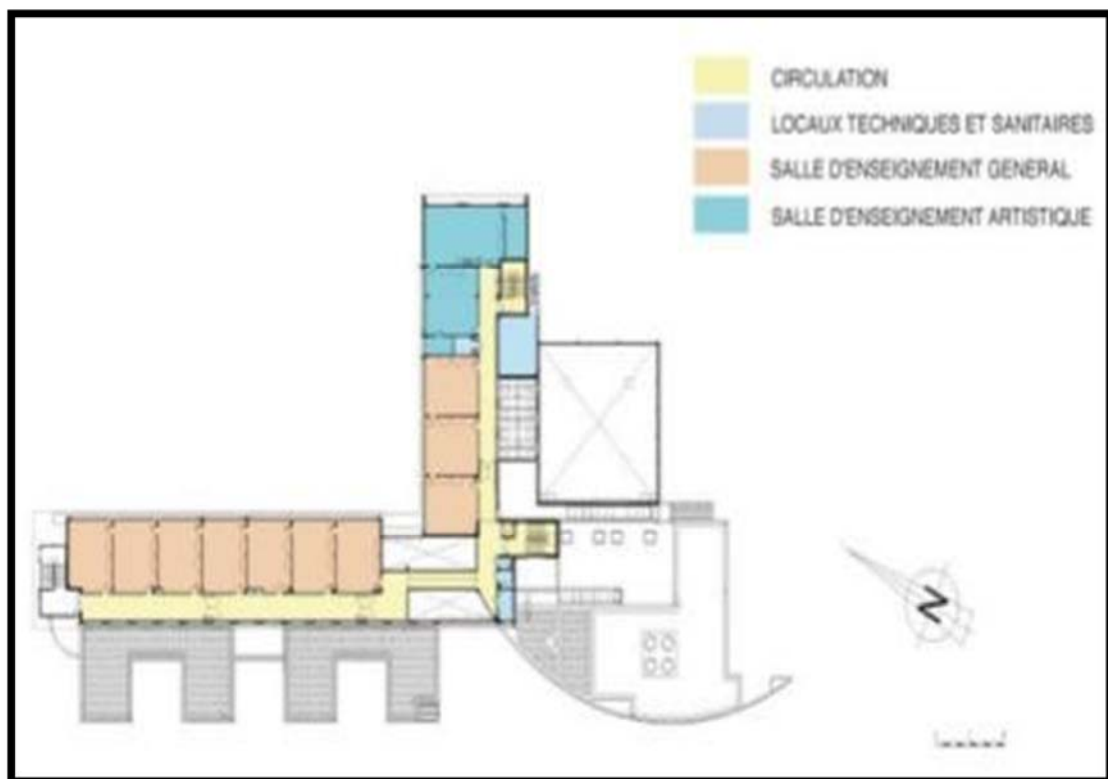 CIRCULATION
LOCAUX TECHNIQUES ET SANITAIRES
SALLE D'ENSEIGNEMENT GENERAL
SALLE D'ENSEIGNEMENT ARTISTIQUE
N